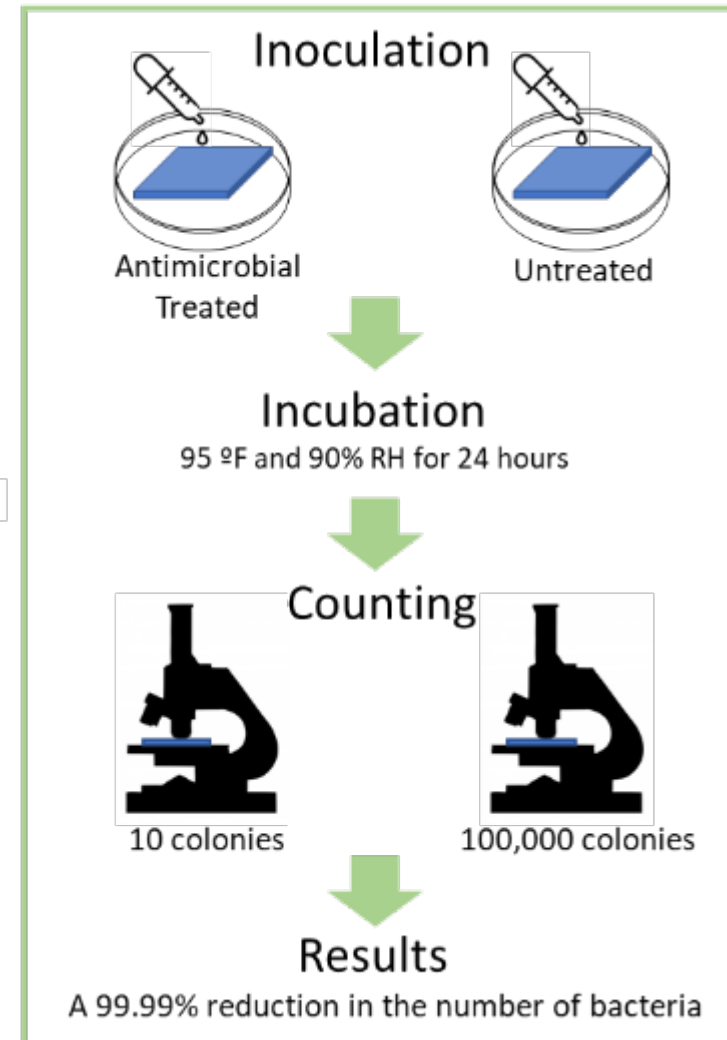 Inoculation
Antimicrobial
Treated
Untreated
Incubation
95 ºF and 90% RH for 24 hours
Counting
10 colonies
100,000 colonies
Results
A 99.99% reduction in the number of bacteria